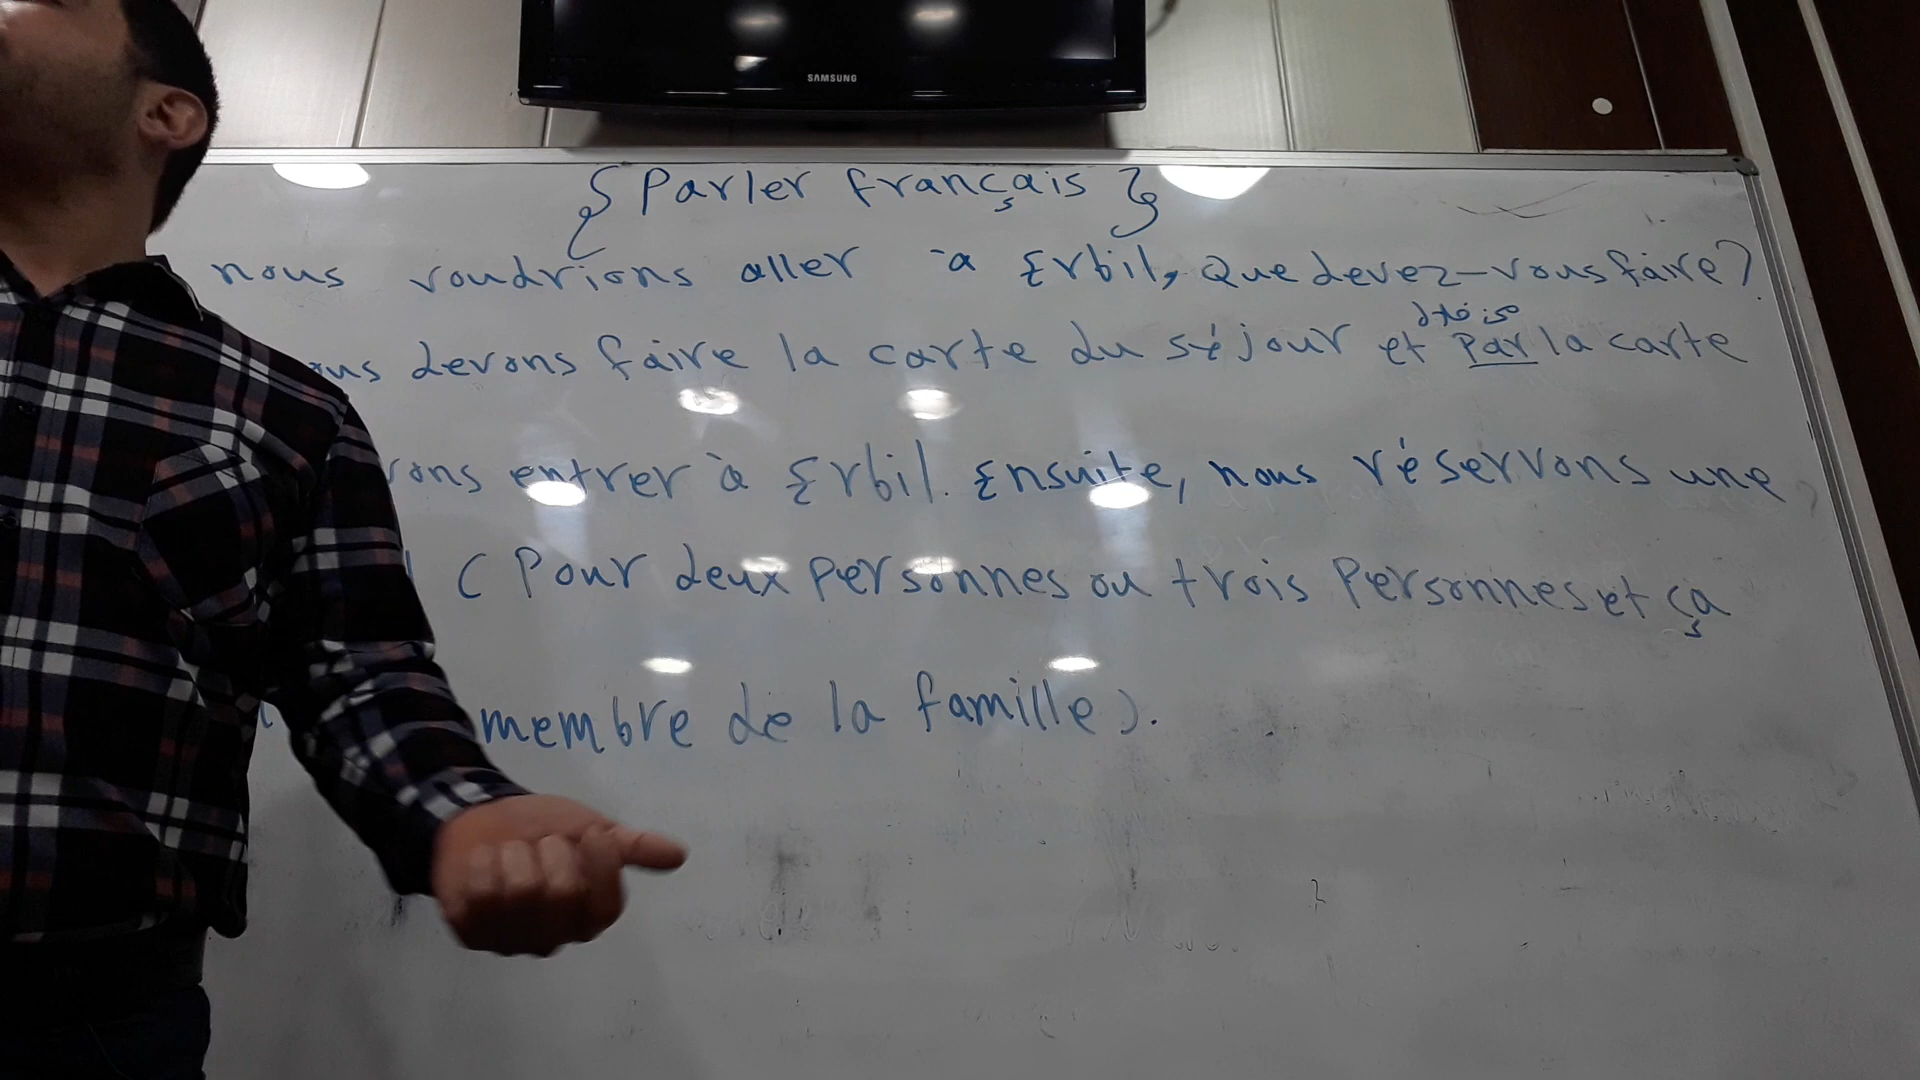 SAMSUNG
{ Parler français }
nous voudrions aller à Erbil, Que devez-vous faire?
devons faire la carte du séjour et Par la carte
entrer à Erbil. Ensuite, nous réservons une
( Pour deux personnes ou trois Personnes et ça
membre de la famille).